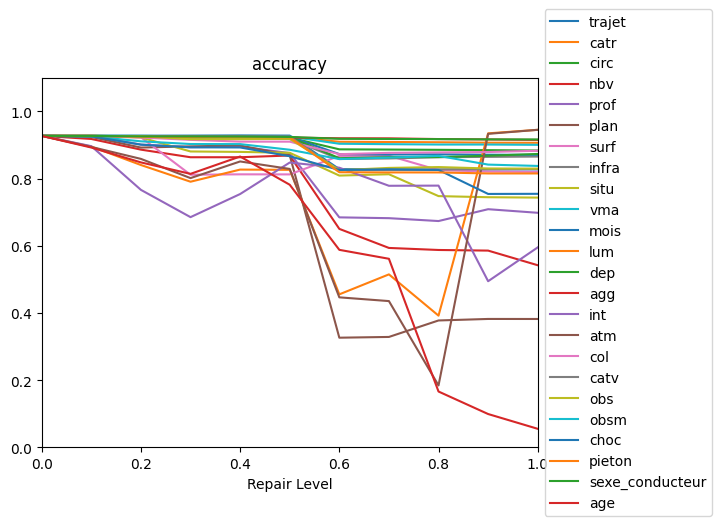 accuracy
1.0
0.8
0.6
0.4
0.2
0.0
0.0
0.2
0.4
0.6
0.8
1.0
Repair Level
trajet
catr
circ
nbv
prof
plan
surf
infra
situ
vma
mois
lum
dep
agg
int
atm
col
catv
obs
obsm
choc
pieton
sexe_conducteur
age